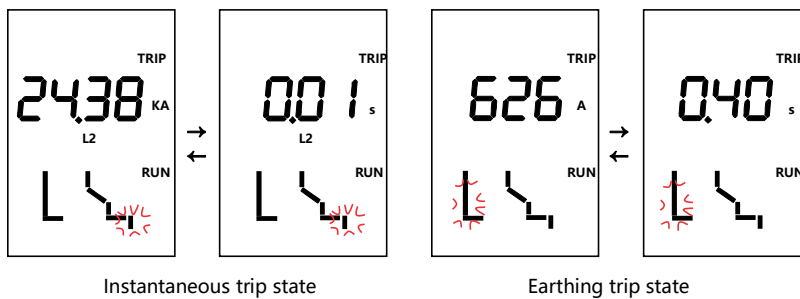 TRIP
24.38 KA
L2
RUN
TRIP
0.01 s
L2
RUN
TRIP
626 A
RUN
TRIP
0.40 s
RUN
Instantaneous trip state
Earthing trip state